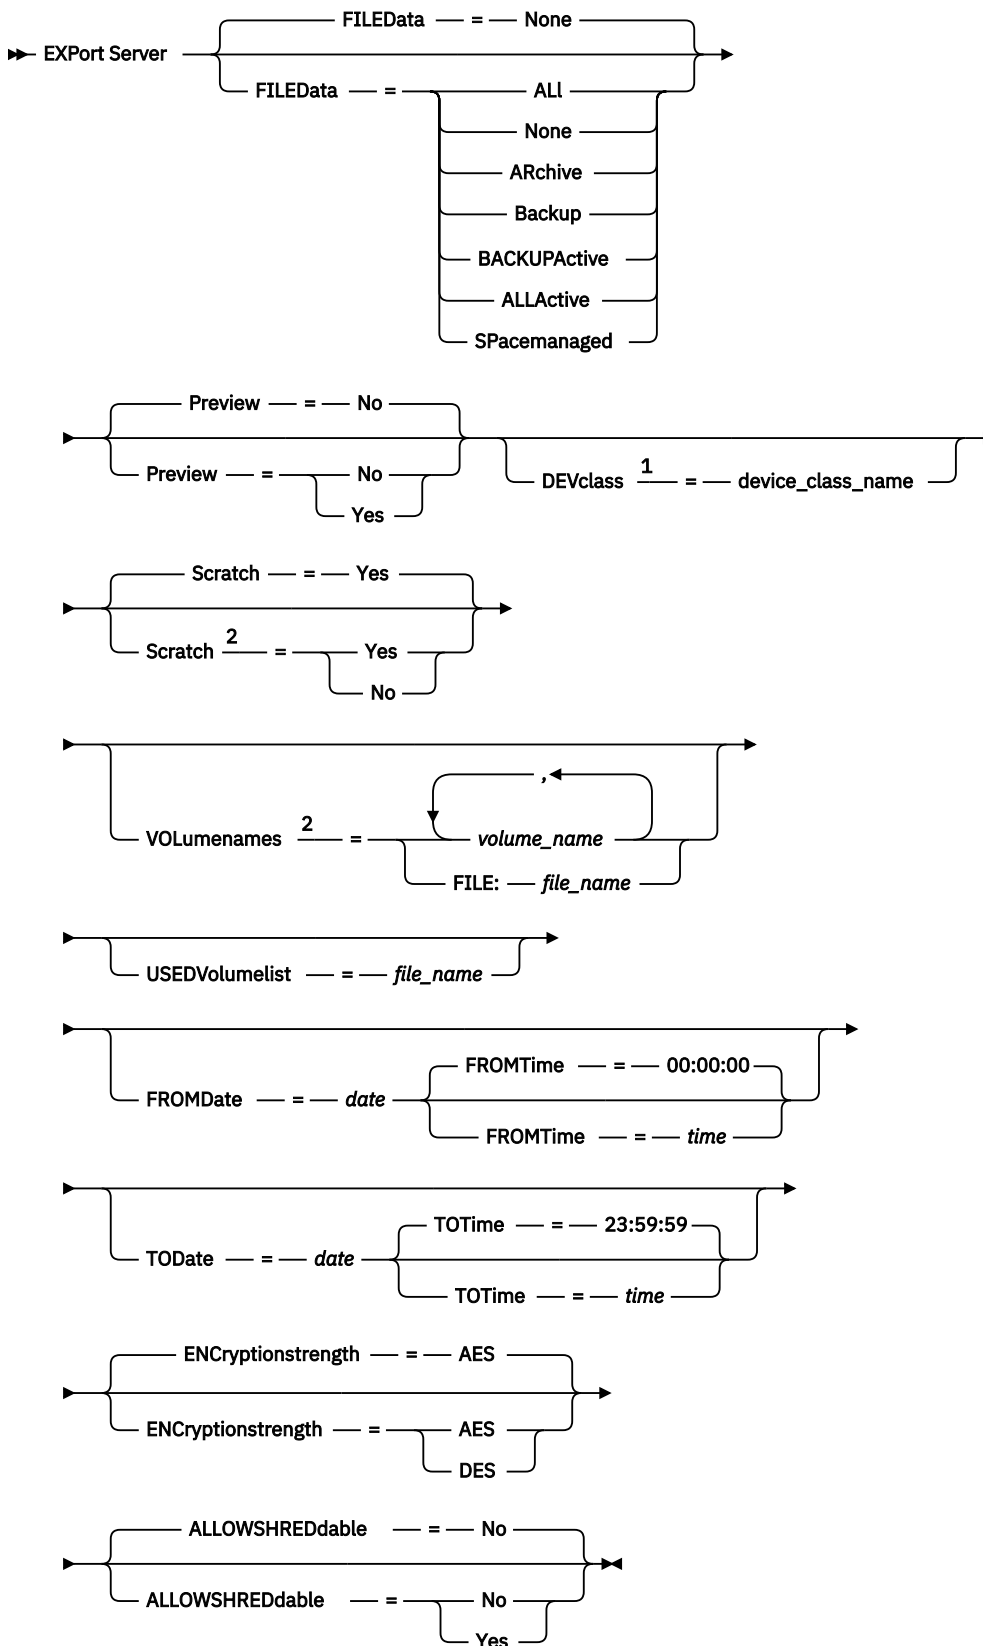 FILEData = None
EXPort Server
FILEData = ALl
None
ARchive
Backup
BACKUPActive
ALLActive
SPacemanaged
Preview = No
Preview = No
Yes
DEVclass 1 = device_class_name
Scratch = Yes
Scratch 2 = Yes
No
,
VOLumenames 2 = volume_name
FILE: file_name
USEDVolumelist = file_name
FROMTime = 00:00:00
FROMDate = date
FROMTime = time
TOTime = 23:59:59
TODate = date
TOTime = time
ENCryptionstrength = AES
ENCryptionstrength = AES
DES
ALLOWSHREDdable = No
ALLOWSHREDdable = No
Yes